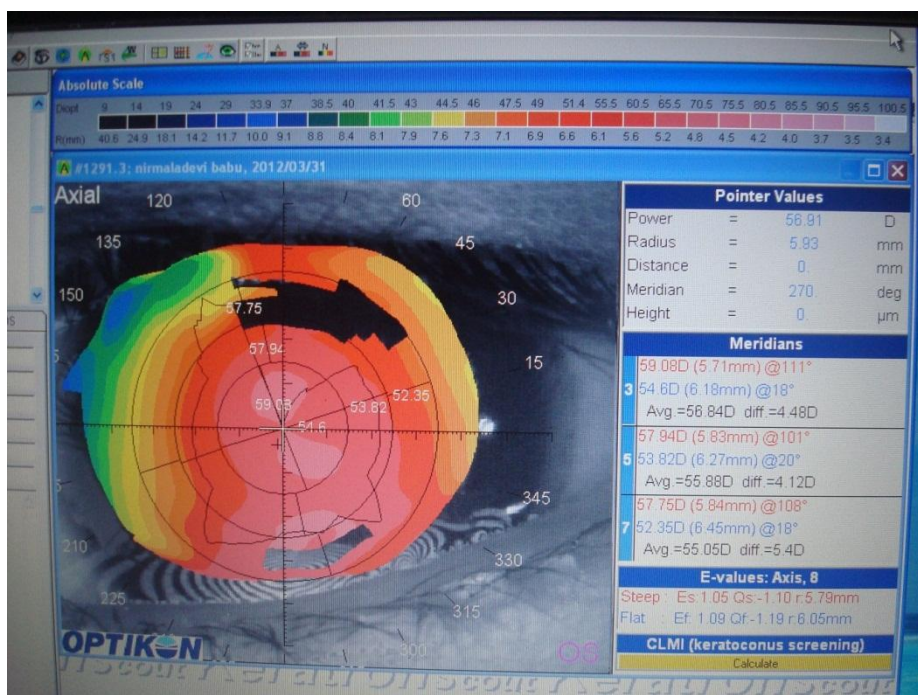 Absolute Scale
Diopt 9 14 19 24 29 33.9 37 38.5 40 41.5 43 44.5 46 47.5 49 51.4 55.5 60.5 65.5 70.5 75.5 80.5 85.5 90.5 95.5 100.5
R(mm) 40.6 24.9 18.1 14.2 11.7 10.0 9.1 8.8 8.4 8.1 7.9 7.6 7.3 7.1 6.9 6.6 6.1 5.6 5.2 4.8 4.5 4.2 4.0 3.7 3.5 3.4
#1291.3; nirmaladevi babu, 2012/03/31
Axial
120
60
135
45
150
30
15
345
210
330
225
315
300
57.75
57.94
52.35
53.82
59.08
54.6
OPTIKON
OS
Pointer Values
Power = 56.91 D
Radius = 5.93 mm
Distance = 0. mm
Meridian = 270. deg
Height = 0. µm
Meridians
3
59.08D (5.71mm) @111°
54.6D (6.18mm) @18°
Avg.=56.84D diff.=4.48D
5
57.94D (5.83mm) @101°
53.82D (6.27mm) @20°
Avg.=55.88D diff.=4.12D
7
57.75D (5.84mm) @108°
52.35D (6.45mm) @18°
Avg.=55.05D diff.=5.4D
E-values: Axis, 8
Steep : Es:1.05 Qs:-1.10 r:5.79mm
Flat : Ef: 1.09 Qf-1.19 r:6.05mm
CLMI (keratoconus screening)
Calculate